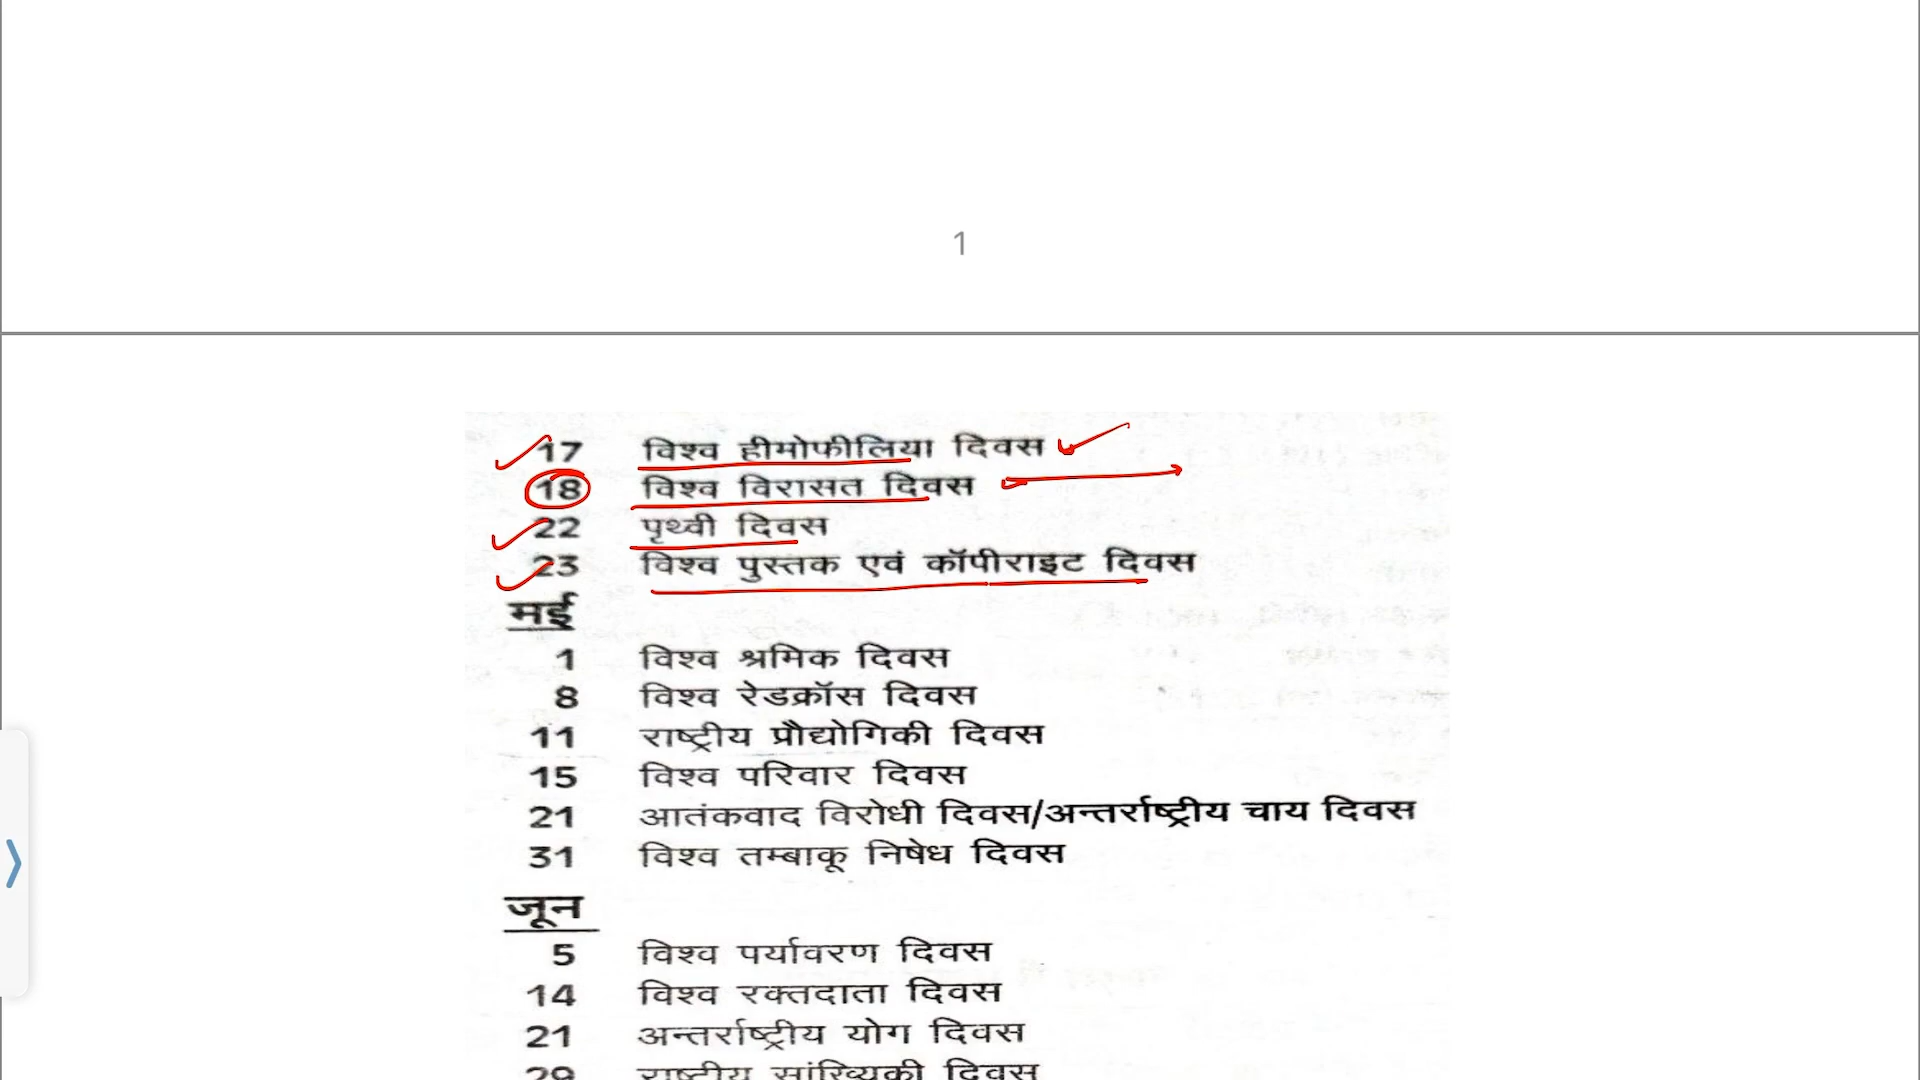 1
17 विश्व हीमोफीलिया दिवस
18 विश्व विरासत दिवस
22 पृथ्वी दिवस
23 विश्व पुस्तक एवं कॉपीराइट दिवस
मई
1 विश्व श्रमिक दिवस
8 विश्व रेडक्रॉस दिवस
11 राष्ट्रीय प्रौद्योगिकी दिवस
15 विश्व परिवार दिवस
21 आतंकवाद विरोधी दिवस/अन्तर्राष्ट्रीय चाय दिवस
31 विश्व तम्बाकू निषेध दिवस
जून
5 विश्व पर्यावरण दिवस
14 विश्व रक्तदाता दिवस
21 अन्तर्राष्ट्रीय योग दिवस
29 राष्ट्रीय सांख्यिकी दिवस